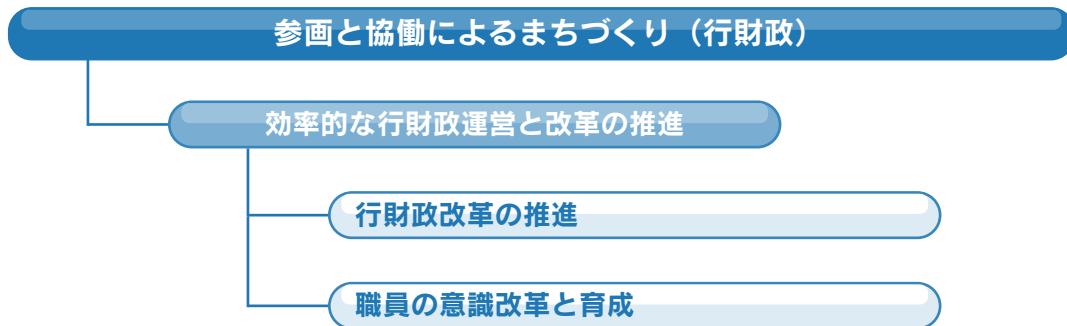 参画と協働によるまちづくり（行財政）
効率的な行財政運営と改革の推進
行財政改革の推進
職員の意識改革と育成